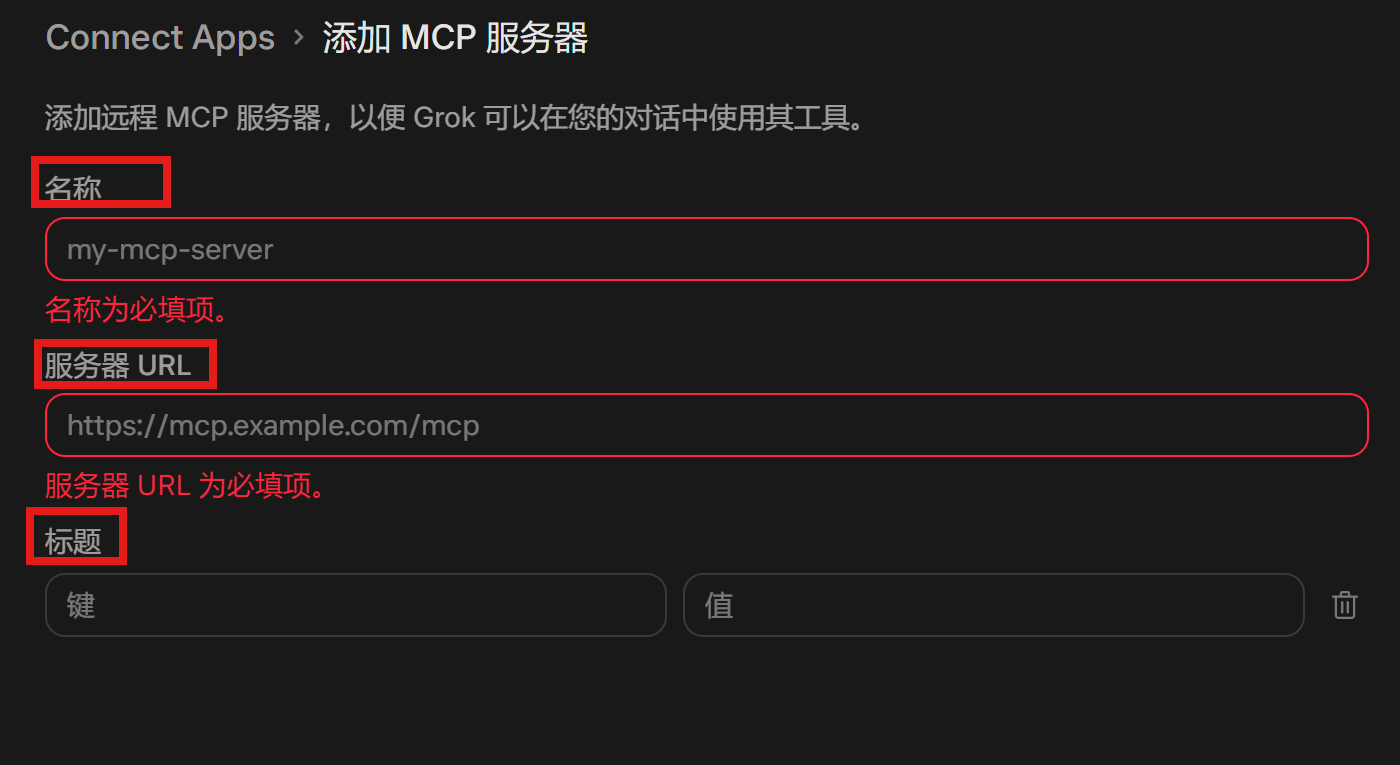 Connect Apps › 添加 MCP 服务器
添加远程 MCP 服务器，以便 Grok 可以在您的对话中使用其工具。
名称
my-mcp-server
名称为必填项。
服务器 URL
https://mcp.example.com/mcp
服务器 URL 为必填项。
标题
键 值